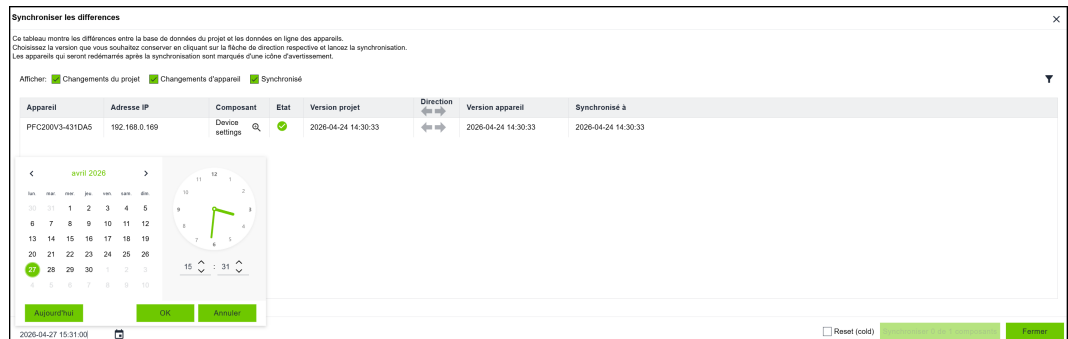 Synchroniser les differences
Ce tableau montre les différences entre la base de données du projet et les données en ligne des appareils.
Choisissez la version que vous souhaitez conserver en cliquant sur la flèche de direction respective et lancez la synchronisation.
Les appareils qui seront redémarrés après la synchronisation sont marqués d'une icône d'avertissement.
Afficher: Changements du projet Changements d'appareil Synchronisé
Appareil Adresse IP Composant Etat Version projet Direction Version appareil Synchronisé à
PFC200V3-431DA5 192.168.0.169 Device settings 2026-04-24 14:30:33 2026-04-24 14:30:33 2026-04-24 14:30:33
avril 2026
lun. mar. mer. jeu. ven. sam. dim.
30 31 1 2 3 4 5
6 7 8 9 10 11 12
13 14 15 16 17 18 19
20 21 22 23 24 25 26
27 28 29 30 1 2 3
4 5 6 7 8 9 10
12
11 1
10 2
9 3
8 4
7 5
6
15 : 31
Aujourd'hui OK Annuler
2026-04-27 15:31:00 Reset (cold) Synchroniser 0 de 1 composants Fermer